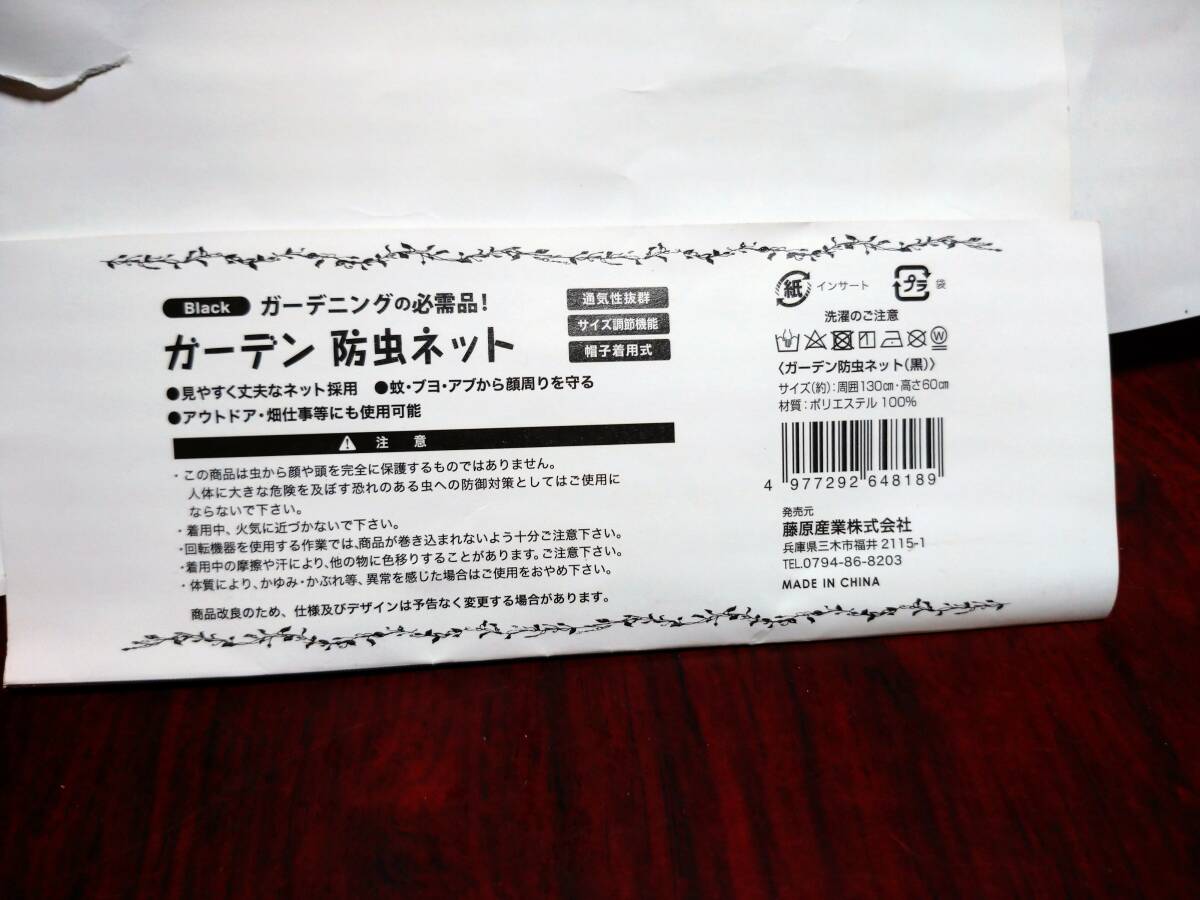 Black ガーデニングの必需品!
ガーデン 防虫ネット
通気性抜群
サイズ調節機能
帽子着用式
●見やすく丈夫なネット採用 ●蚊・ブヨ・アブから顔周りを守る
●アウトドア・畑仕事等にも使用可能
注 意
・この商品は虫から顔や頭を完全に保護するものではありません。
人体に大きな危険を及ぼす恐れのある虫への防御対策としてはご使用に
ならないで下さい。
・着用中、火気に近づかないで下さい。
・回転機器を使用する作業では、商品が巻き込まれないよう十分ご注意下さい。
・着用中の摩擦や汗により、他の物に色移りすることがあります。ご注意下さい。
・体質により、かゆみ・かぶれ等、異常を感じた場合はご使用をおやめ下さい。
商品改良のため、仕様及びデザインは予告なく変更する場合があります。
紙 インサート プラ 袋
洗濯のご注意
W
〈ガーデン防虫ネット(黒)〉
サイズ(約):周囲130㎝・高さ60㎝
材質:ポリエステル 100%
4 977292 648189
発売元
藤原産業株式会社
兵庫県三木市福井 2115-1
TEL.0794-86-8203
MADE IN CHINA